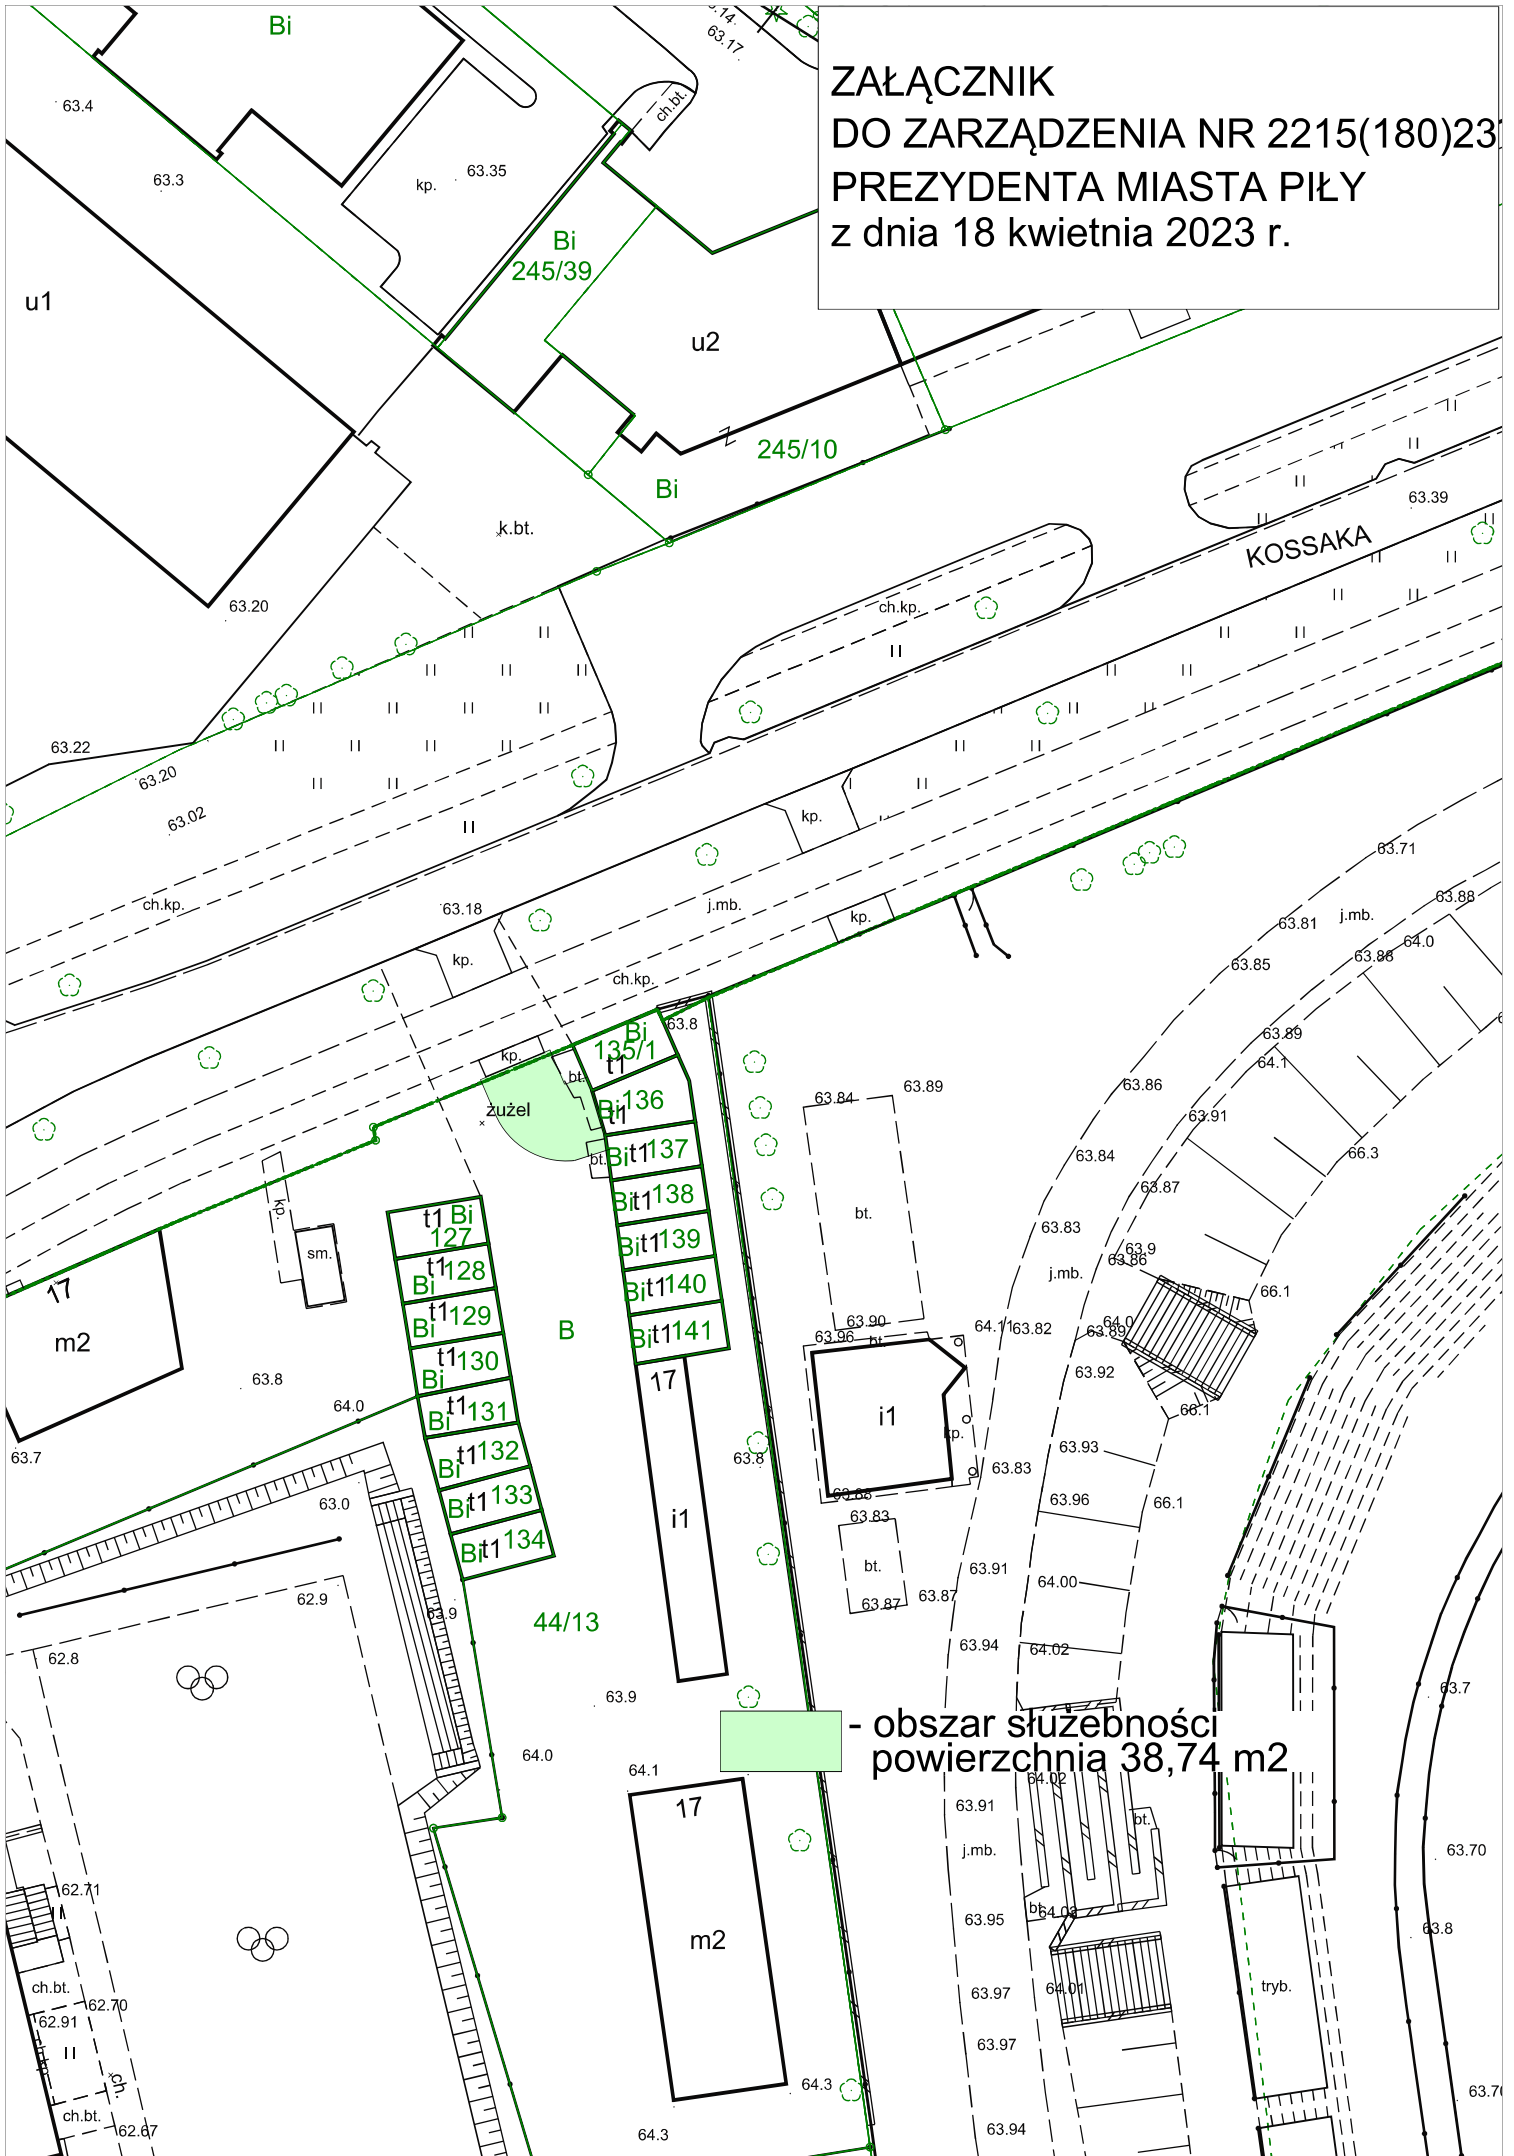 Bi
63.14
63.17
ZAŁĄCZNIK
DO ZARZĄDZENIA NR 2215(180)23
PREZYDENTA MIASTA PIŁY
z dnia 18 kwietnia 2023 r.
63.4
ch.bt.
63.3
kp.
63.35
Bi
245/39
u1
u2
245/10
Bi
63.39
k.bt.
KOSSAKA
63.20
ch.kp.
63.22
63.20
63.02
kp.
63.71
ch.kp.
63.18
j.mb.
kp.
63.88
63.81
j.mb.
64.0
kp.
63.88
63.85
ch.kp.
63.8
Bi
135/1
t1
63.89
64.1
kp.
bt.
63.86
63.89
63.84
żużel
Bi
136
t1
63.91
66.3
Bi t1 137
63.84
bt.
63.87
Bi t1 138
kp.
t1 Bi
127
bt.
63.83
Bi t1 139
63.9
63.86
sm.
t1 128
Bi
j.mb.
Bi t1 140
66.1
17
t1 129
Bi
63.90
64.0
m2
B
Bi t1 141
63.96
bt.
64.11
63.82
63.89
t1 130
Bi
63.92
63.8
17
64.0
t1 131
Bi
i1
66.1
kp.
63.7
t1 132
Bi
63.8
63.93
63.83
63.0
t1 133
Bi
63.88
63.96
66.1
i1
63.83
Bi t1 134
bt.
63.91
64.00
62.9
63.9
63.87
63.87
44/13
62.8
63.94
64.02
63.9
63.7
- obszar służebności
powierzchnia 38,74 m2
64.0
64.1
64.02
17
63.91
bt.
j.mb.
63.70
62.71
bt.
64.02
63.95
63.8
m2
ch.bt.
64.01
tryb.
62.70
63.97
62.91
63.97
ch.
64.3
63.70
ch.bt.
62.67
64.3
63.94